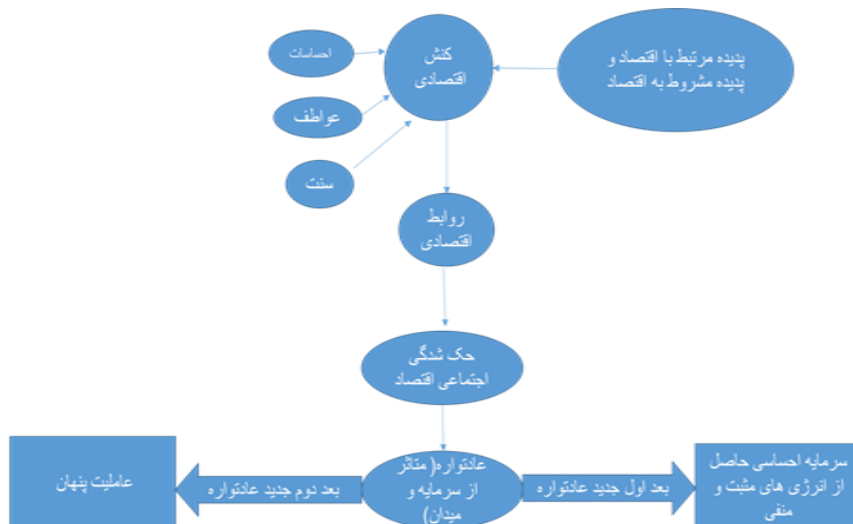 کنش
اقتصادی
احساسات
عواطف
سنت
پدیده مرتبط با اقتصاد و
پدیده مشروط به اقتصاد
روابط
اقتصادی
حک شدگی
اجتماعی اقتصاد
عادتواره( متاثر
از سرمایه و
میدان)
بعد اول جدید عادتواره
سرمایه احساسی حاصل
از انرژی های مثبت و
منفی
بعد دوم جدید عادتواره
عاملیت پنهان